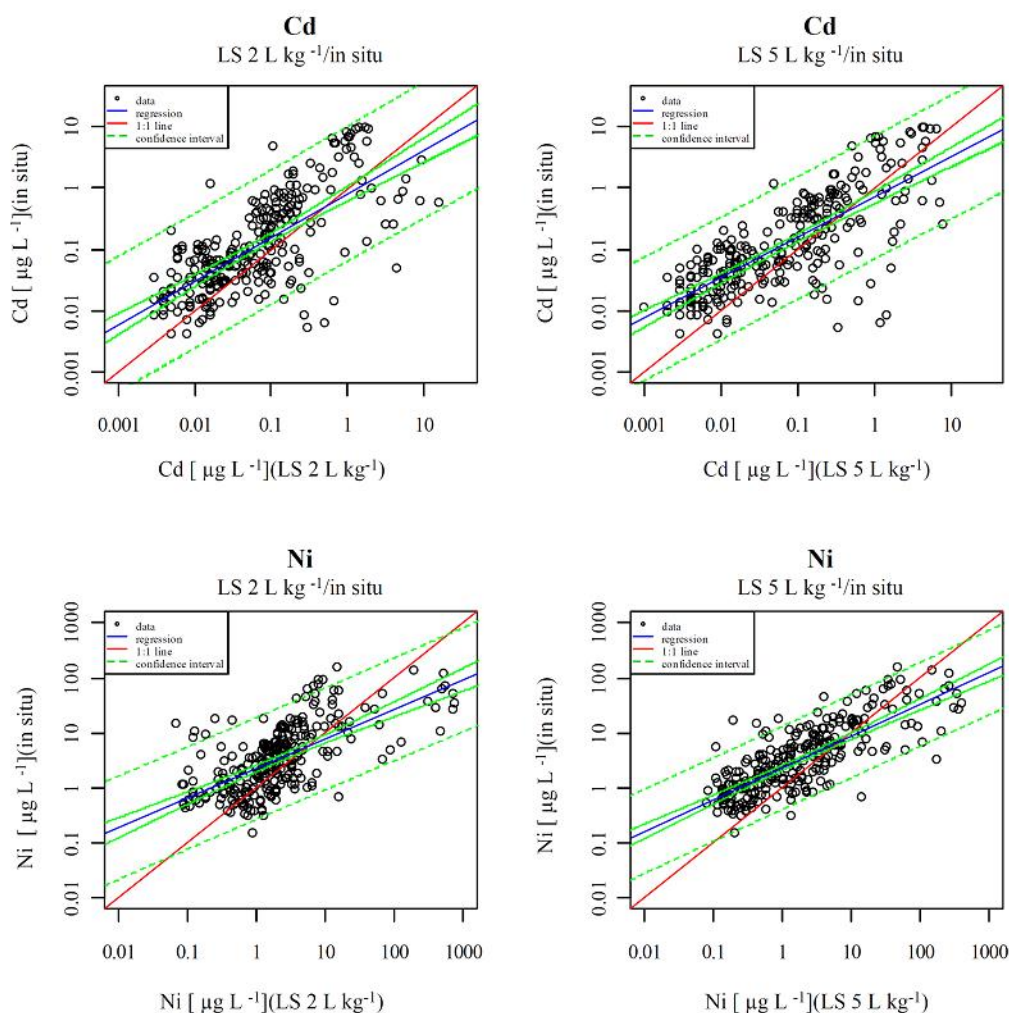 Cd
LS 2 L kg ⁻¹/in situ
data
regression
1:1 line
confidence interval
Cd [ µg L ⁻¹](in situ)
10
1
0.1
0.01
0.001
0.001 0.01 0.1 1 10
Cd [ µg L ⁻¹](LS 2 L kg⁻¹)
Cd
LS 5 L kg ⁻¹/in situ
data
regression
1:1 line
confidence interval
Cd [ µg L ⁻¹](in situ)
10
1
0.1
0.01
0.001
0.001 0.01 0.1 1 10
Cd [ µg L ⁻¹](LS 5 L kg⁻¹)
Ni
LS 2 L kg ⁻¹/in situ
data
regression
1:1 line
confidence interval
Ni [ µg L ⁻¹](in situ)
1000
100
10
1
0.1
0.01
0.01 0.1 1 10 100 1000
Ni [ µg L ⁻¹](LS 2 L kg⁻¹)
Ni
LS 5 L kg ⁻¹/in situ
data
regression
1:1 line
confidence interval
Ni [ µg L ⁻¹](in situ)
1000
100
10
1
0.1
0.01
0.01 0.1 1 10 100 1000
Ni [ µg L ⁻¹](LS 5 L kg⁻¹)